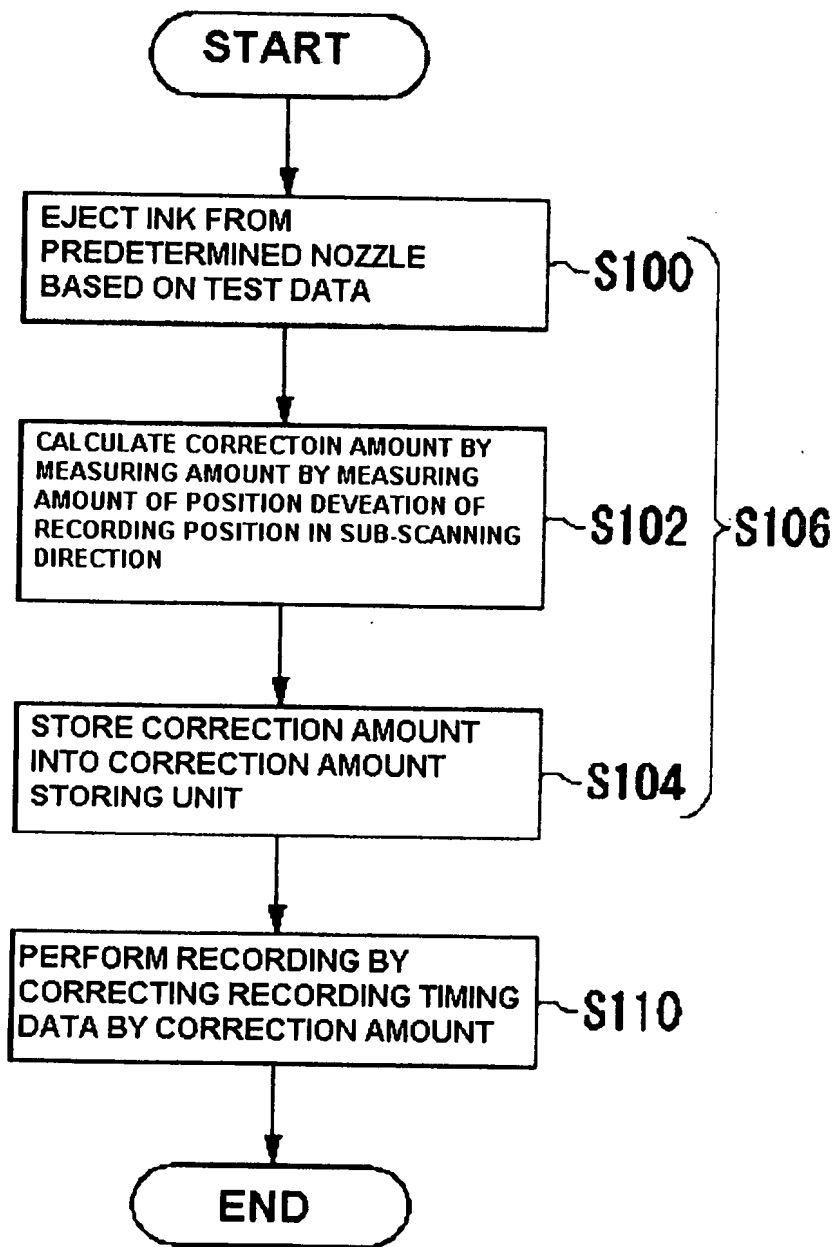 START
EJECT INK FROM
PREDETERMINED NOZZLE
BASED ON TEST DATA
S100
CALCULATE CORRECTOIN AMOUNT BY
MEASURING AMOUNT BY MEASURING
AMOUNT OF POSITION DEVEATION OF
RECORDING POSITION IN SUB-SCANNING
DIRECTION
S102
S106
STORE CORRECTION AMOUNT
INTO CORRECTION AMOUNT
STORING UNIT
S104
PERFORM RECORDING BY
CORRECTING RECORDING TIMING
DATA BY CORRECTION AMOUNT
S110
END